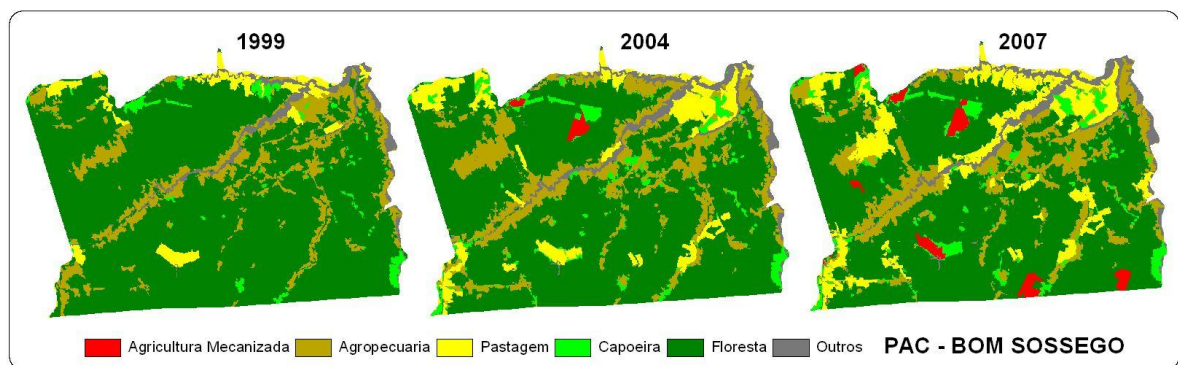 1999 2004 2007
Agricultura Mecanizada Agropecuaria Pastagem Capoeira Floresta Outros PAC - BOM SOSSEGO